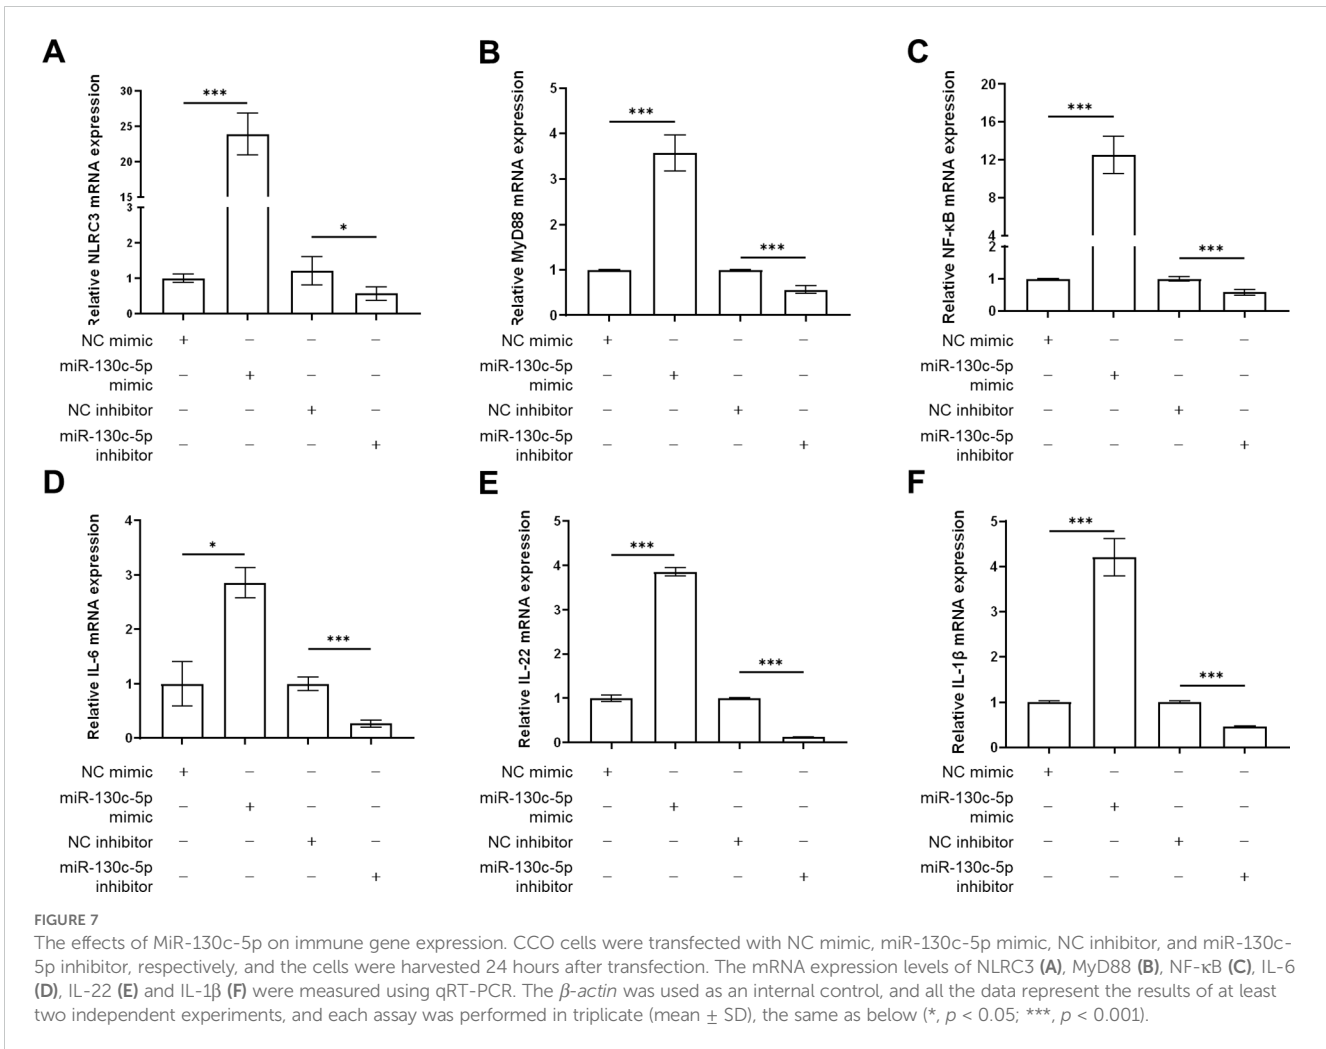 A
Relative NLRC3 mRNA expression
30
25
20
15
3
2
1
0
***
*
NC mimic + − − −
miR-130c-5p
mimic − + − −
NC inhibitor − − + −
miR-130c-5p
inhibitor − − − +
B
Relative MyD88 mRNA expression
5
4
3
2
1
0
***
***
NC mimic + − − −
miR-130c-5p
mimic − + − −
NC inhibitor − − + −
miR-130c-5p
inhibitor − − − +
C
Relative NF-κB mRNA expression
20
16
12
8
4
2
1
0
***
***
NC mimic + − − −
miR-130c-5p
mimic − + − −
NC inhibitor − − + −
miR-130c-5p
inhibitor − − − +
D
Relative IL-6 mRNA expression
4
3
2
1
0
*
***
NC mimic + − − −
miR-130c-5p
mimic − + − −
NC inhibitor − − + −
miR-130c-5p
inhibitor − − − +
E
Relative IL-22 mRNA expression
5
4
3
2
1
0
***
***
NC mimic + − − −
miR-130c-5p
mimic − + − −
NC inhibitor − − + −
miR-130c-5p
inhibitor − − − +
F
Relative IL-1β mRNA expression
5
4
3
2
1
0
***
***
NC mimic + − − −
miR-130c-5p
mimic − + − −
NC inhibitor − − + −
miR-130c-5p
inhibitor − − − +
FIGURE 7
The effects of MiR-130c-5p on immune gene expression. CCO cells were transfected with NC mimic, miR-130c-5p mimic, NC inhibitor, and miR-130c-
5p inhibitor, respectively, and the cells were harvested 24 hours after transfection. The mRNA expression levels of NLRC3 (A), MyD88 (B), NF-κB (C), IL-6
(D), IL-22 (E) and IL-1β (F) were measured using qRT-PCR. The β-actin was used as an internal control, and all the data represent the results of at least
two independent experiments, and each assay was performed in triplicate (mean ± SD), the same as below (*, p < 0.05; ***, p < 0.001).